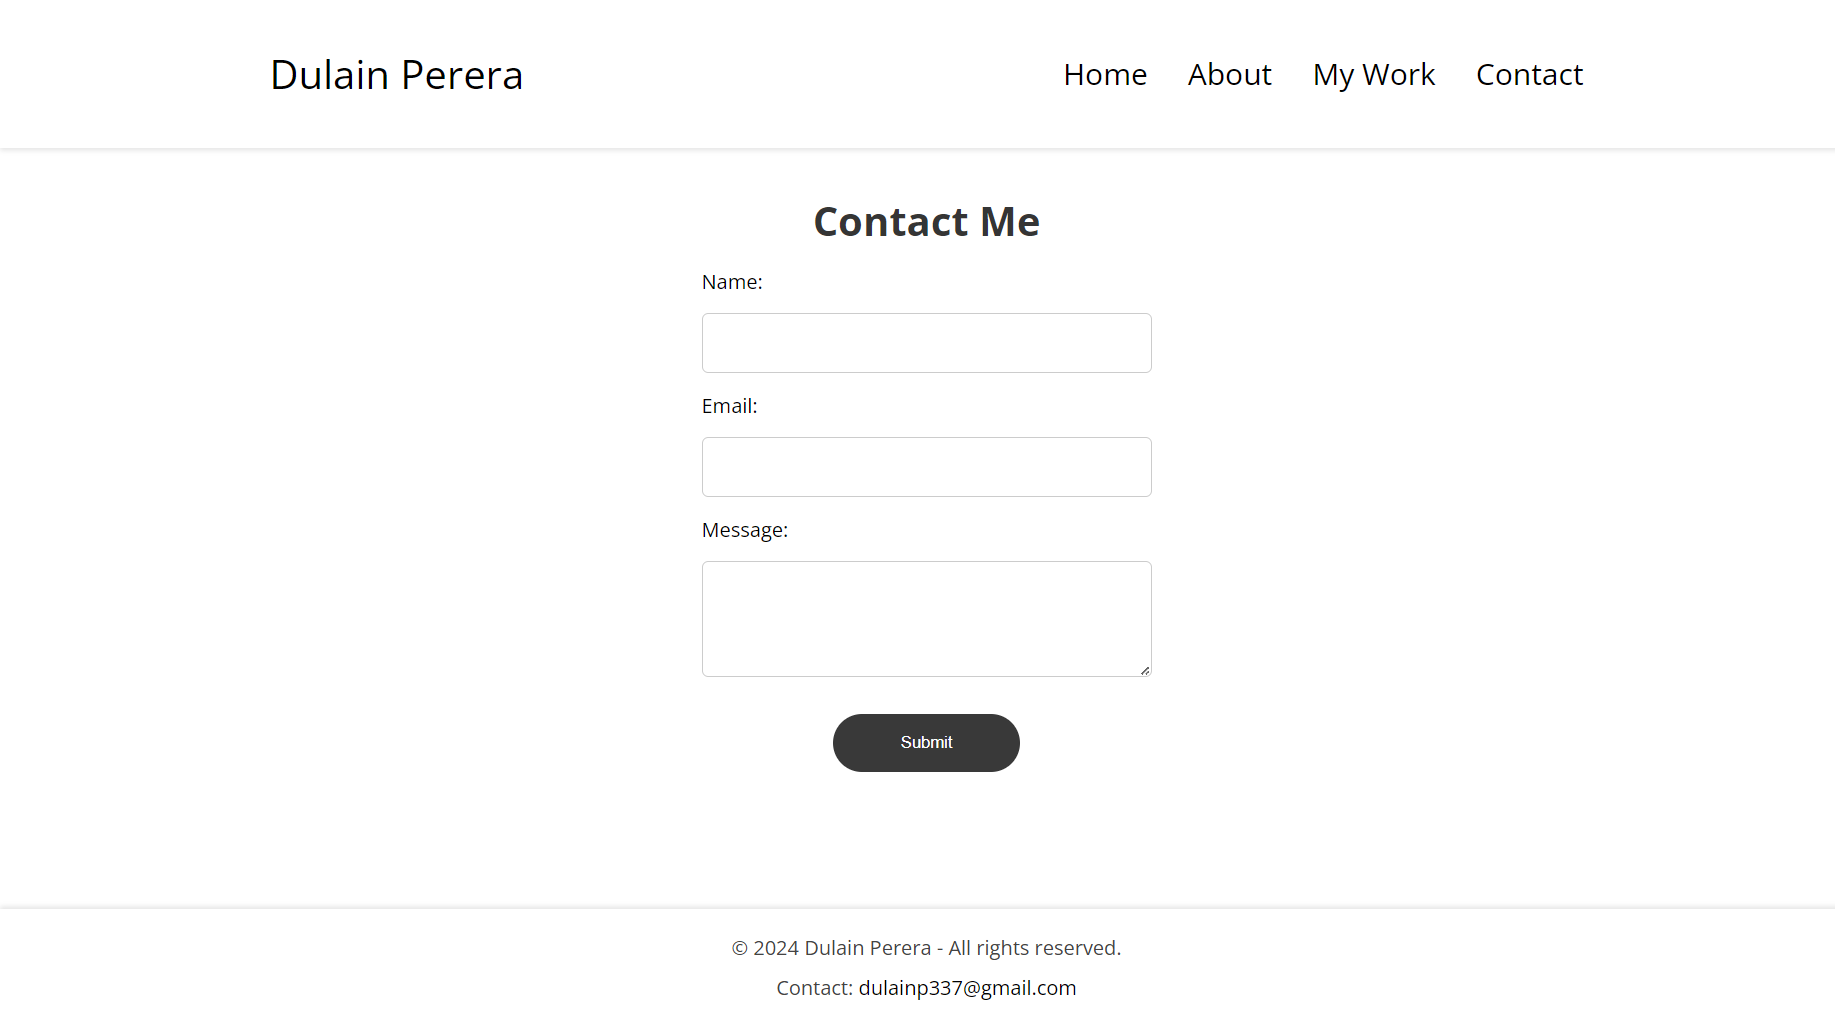 Dulain Perera Home About My Work Contact
Contact Me
Name:
Email:
Message:
Submit
© 2024 Dulain Perera - All rights reserved.
Contact: dulainp337@gmail.com